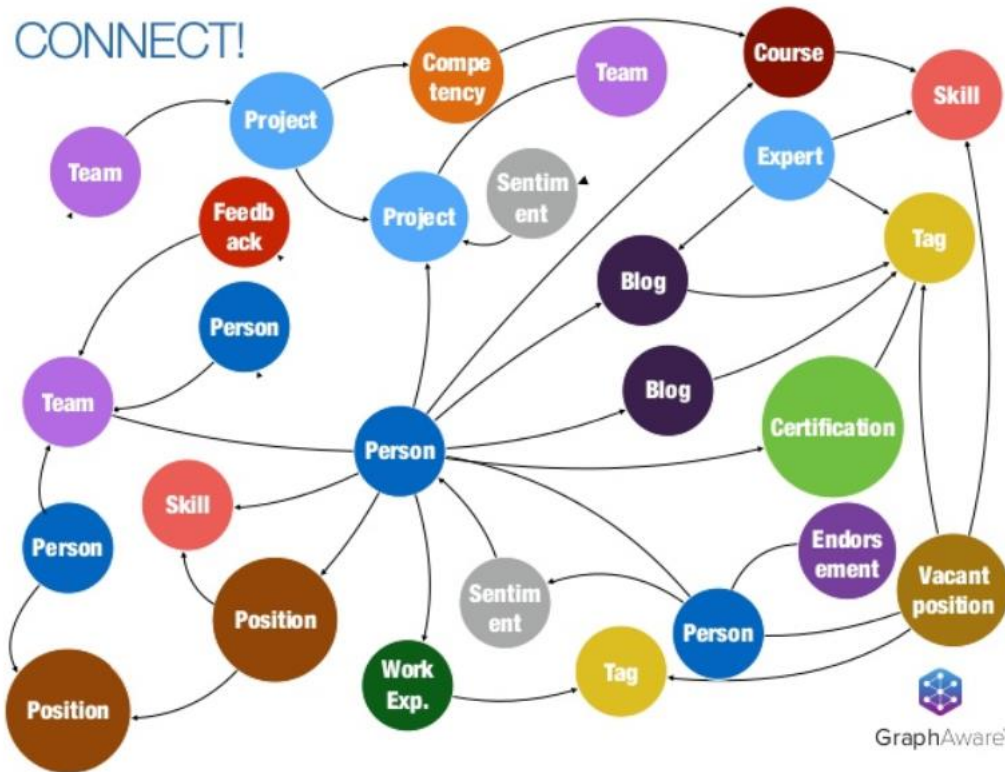 CONNECT!
Compe
tency
Course
Team
Skill
Project
Team
Expert
Sentim
ent
Feedb
ack
Project
Tag
Blog
Person
Team
Blog
Certification
Person
Skill
Person
Endors
ement
Vacant
position
Sentim
ent
Position
Person
Work
Exp.
Tag
Position
GraphAware